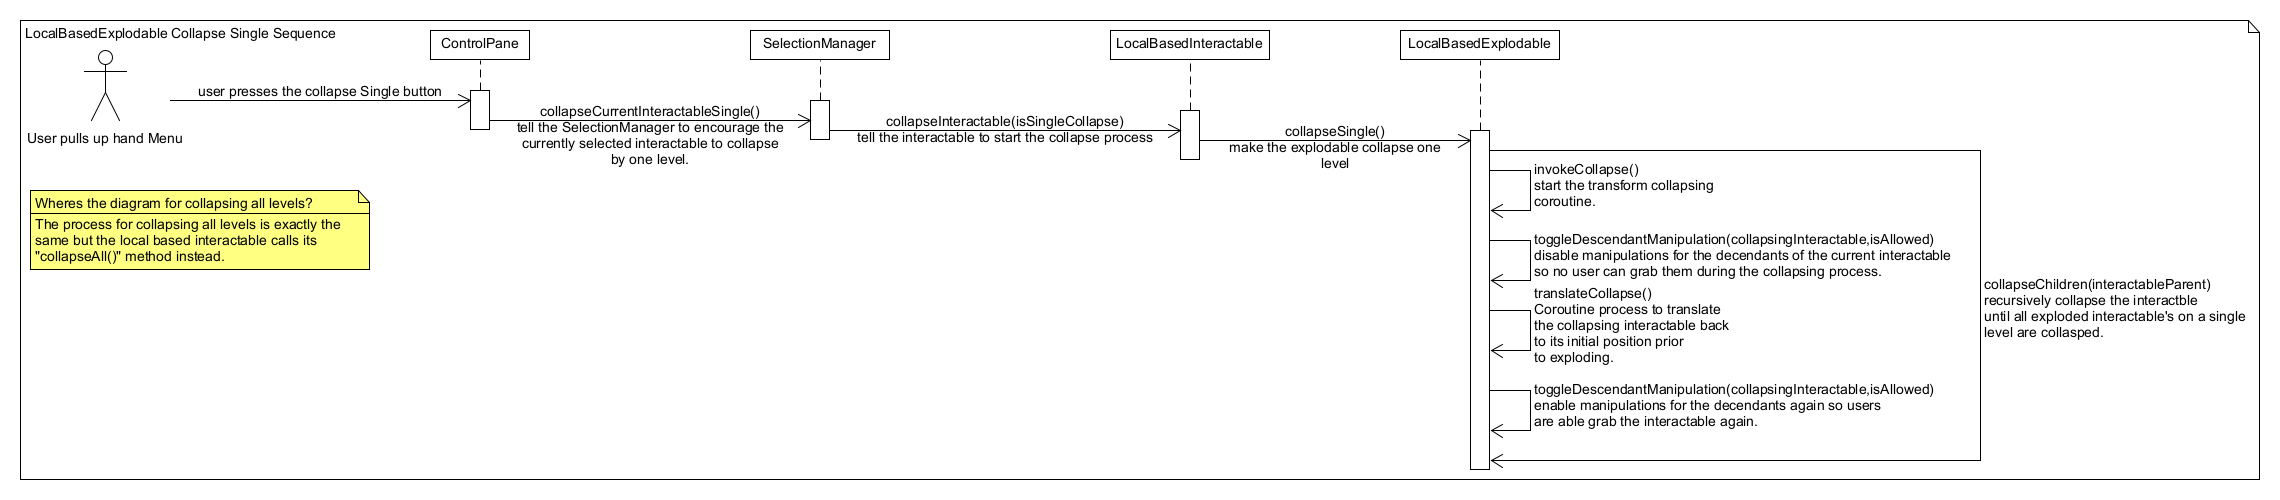 LocalBasedExplodable Collapse Single Sequence
ControlPane
SelectionManager
LocalBasedInteractable
LocalBasedExplodable
user presses the collapse Single button
User pulls up hand Menu
collapseCurrentInteractableSingle()
tell the SelectionManager to encourage the
currently selected interactable to collapse
by one level.
collapseInteractable(isSingleCollapse)
tell the interactable to start the collapse process
collapseSingle()
make the explodable collapse one
level
invokeCollapse()
start the transform collapsing
coroutine.
toggleDescendantManipulation(collapsingInteractable,isAllowed)
disable manipulations for the decendants of the current interactable
so no user can grab them during the collapsing process.
translateCollapse()
Coroutine process to translate
the collapsing interactable back
to its initial position prior
to exploding.
toggleDescendantManipulation(collapsingInteractable,isAllowed)
enable manipulations for the decendants again so users
are able grab the interactable again.
collapseChildren(interactableParent)
recursively collapse the interactble
until all exploded interactable's on a single
level are collasped.
Wheres the diagram for collapsing all levels?
The process for collapsing all levels is exactly the
same but the local based interactable calls its
"collapseAll()" method instead.